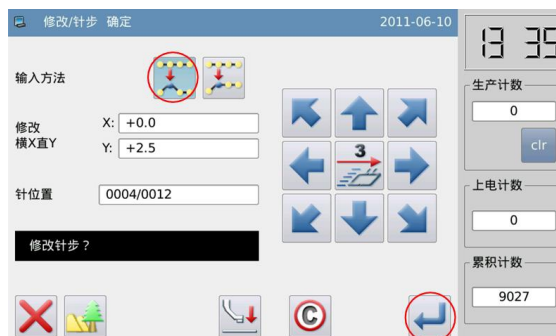 修改/针步 确定
2011-06-10
13 35
输入方法
修改
横X直Y
X: +0.0
Y: +2.5
针位置
0004/0012
修改针步？
3
C
生产计数
0
clr
上电计数
0
累积计数
9027